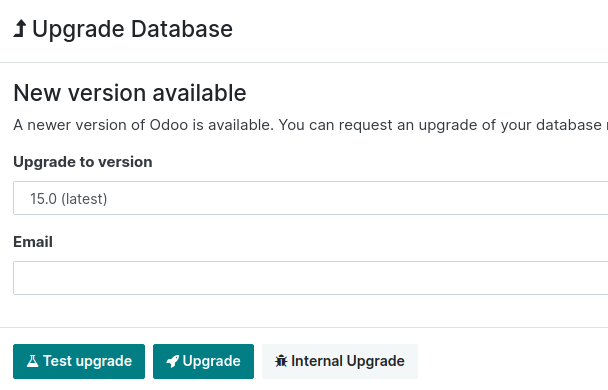 Upgrade Database
New version available
A newer version of Odoo is available. You can request an upgrade of your database
Upgrade to version
15.0 (latest)
Email
Test upgrade Upgrade Internal Upgrade